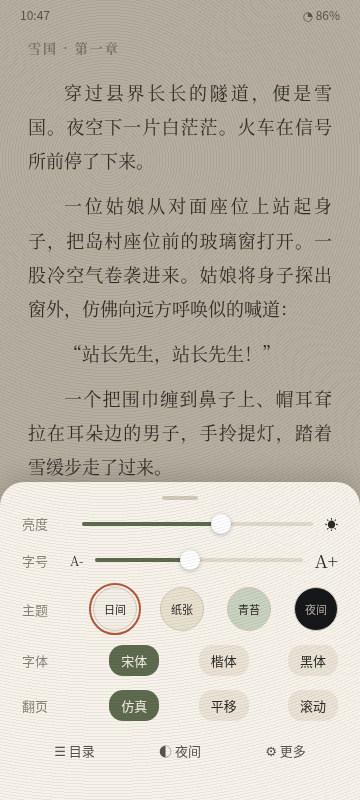 10:47 ◔ 86%
雪国 · 第一章
穿过县界长长的隧道，便是雪
国。夜空下一片白茫茫。火车在信号
所前停了下来。
一位姑娘从对面座位上站起身
子，把岛村座位前的玻璃窗打开。一
股冷空气卷袭进来。姑娘将身子探出
窗外，仿佛向远方呼唤似的喊道：
“站长先生，站长先生！”
一个把围巾缠到鼻子上、帽耳耷
拉在耳朵边的男子，手拎提灯，踏着
雪缓步走了过来。
亮度
字号 A- A+
主题 日间 纸张 青苔 夜间
字体 宋体 楷体 黑体
翻页 仿真 平移 滚动
☰ 目录 ◐ 夜间 ⚙ 更多